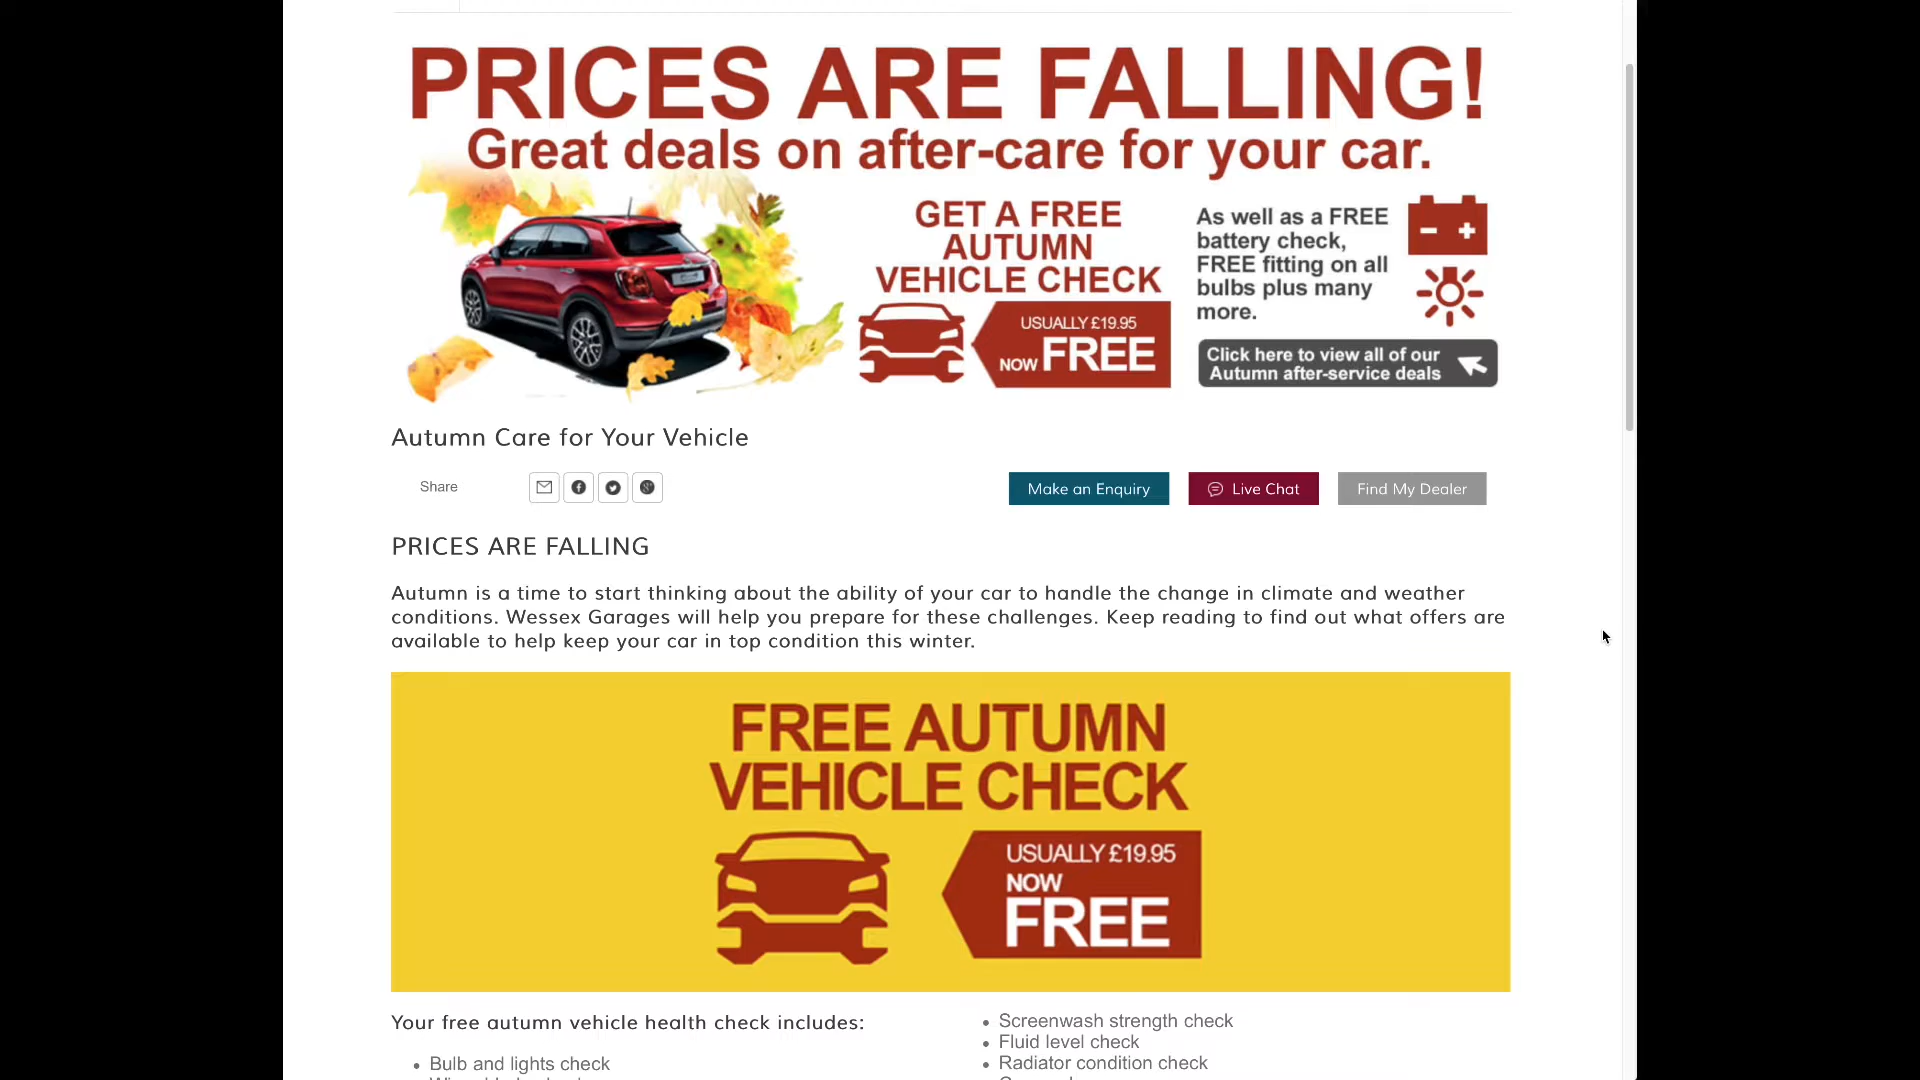 PRICES ARE FALLING!
Great deals on after-care for your car.
GET A FREE
AUTUMN
VEHICLE CHECK
USUALLY £19.95
NOW FREE
As well as a FREE
battery check,
FREE fitting on all
bulbs plus many
more.
Click here to view all of our
Autumn after-service deals
Autumn Care for Your Vehicle
Share
Make an Enquiry
Live Chat
Find My Dealer
PRICES ARE FALLING
Autumn is a time to start thinking about the ability of your car to handle the change in climate and weather
conditions. Wessex Garages will help you prepare for these challenges. Keep reading to find out what offers are
available to help keep your car in top condition this winter.
FREE AUTUMN
VEHICLE CHECK
USUALLY £19.95
NOW
FREE
Your free autumn vehicle health check includes:
Bulb and lights check
Screenwash strength check
Fluid level check
Radiator condition check